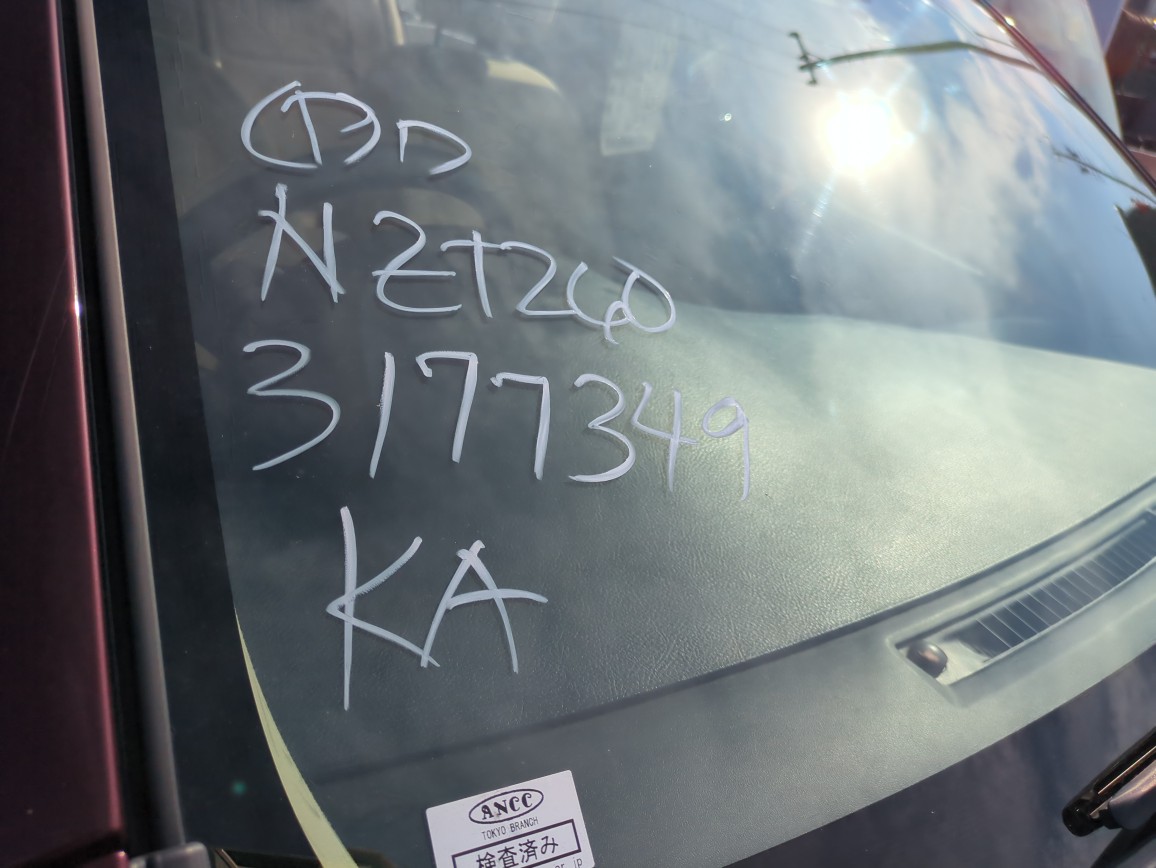 NZT260
3177349
KA
ANCC
TOKYO BRANCH
検査済み